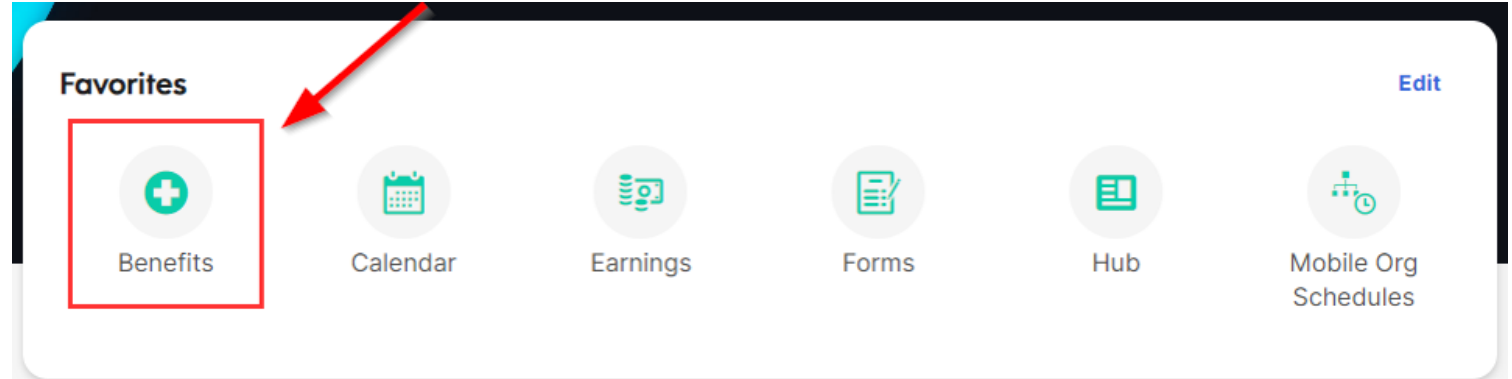 Favorites
Edit
Benefits
Calendar
Earnings
Forms
Hub
Mobile Org
Schedules